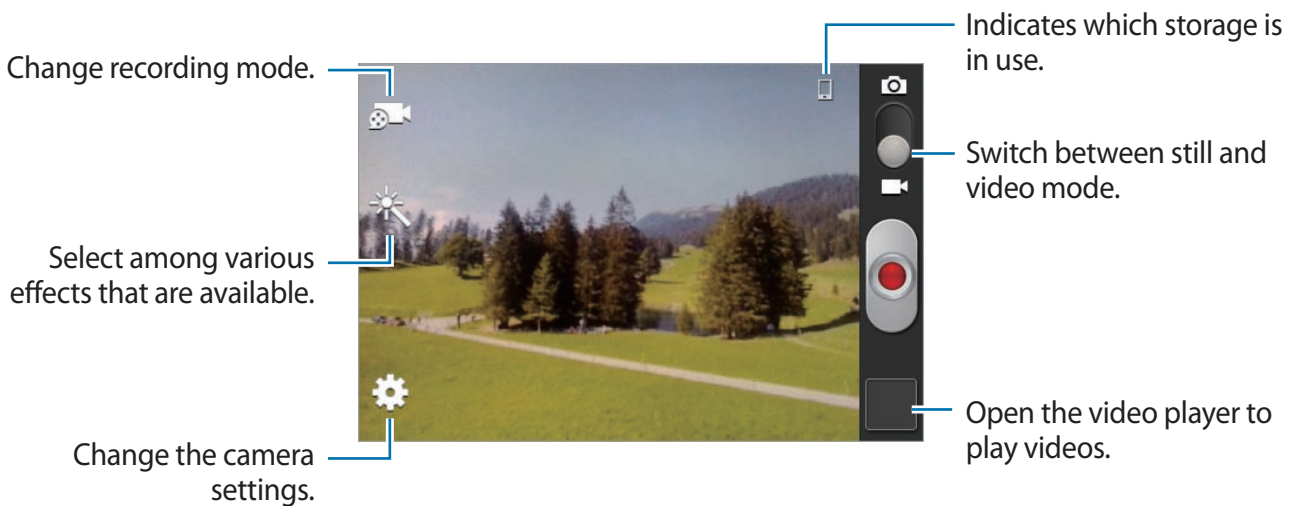 Change recording mode.
Select among various
effects that are available.
Change the camera
settings.
Indicates which storage is
in use.
Switch between still and
video mode.
Open the video player to
play videos.